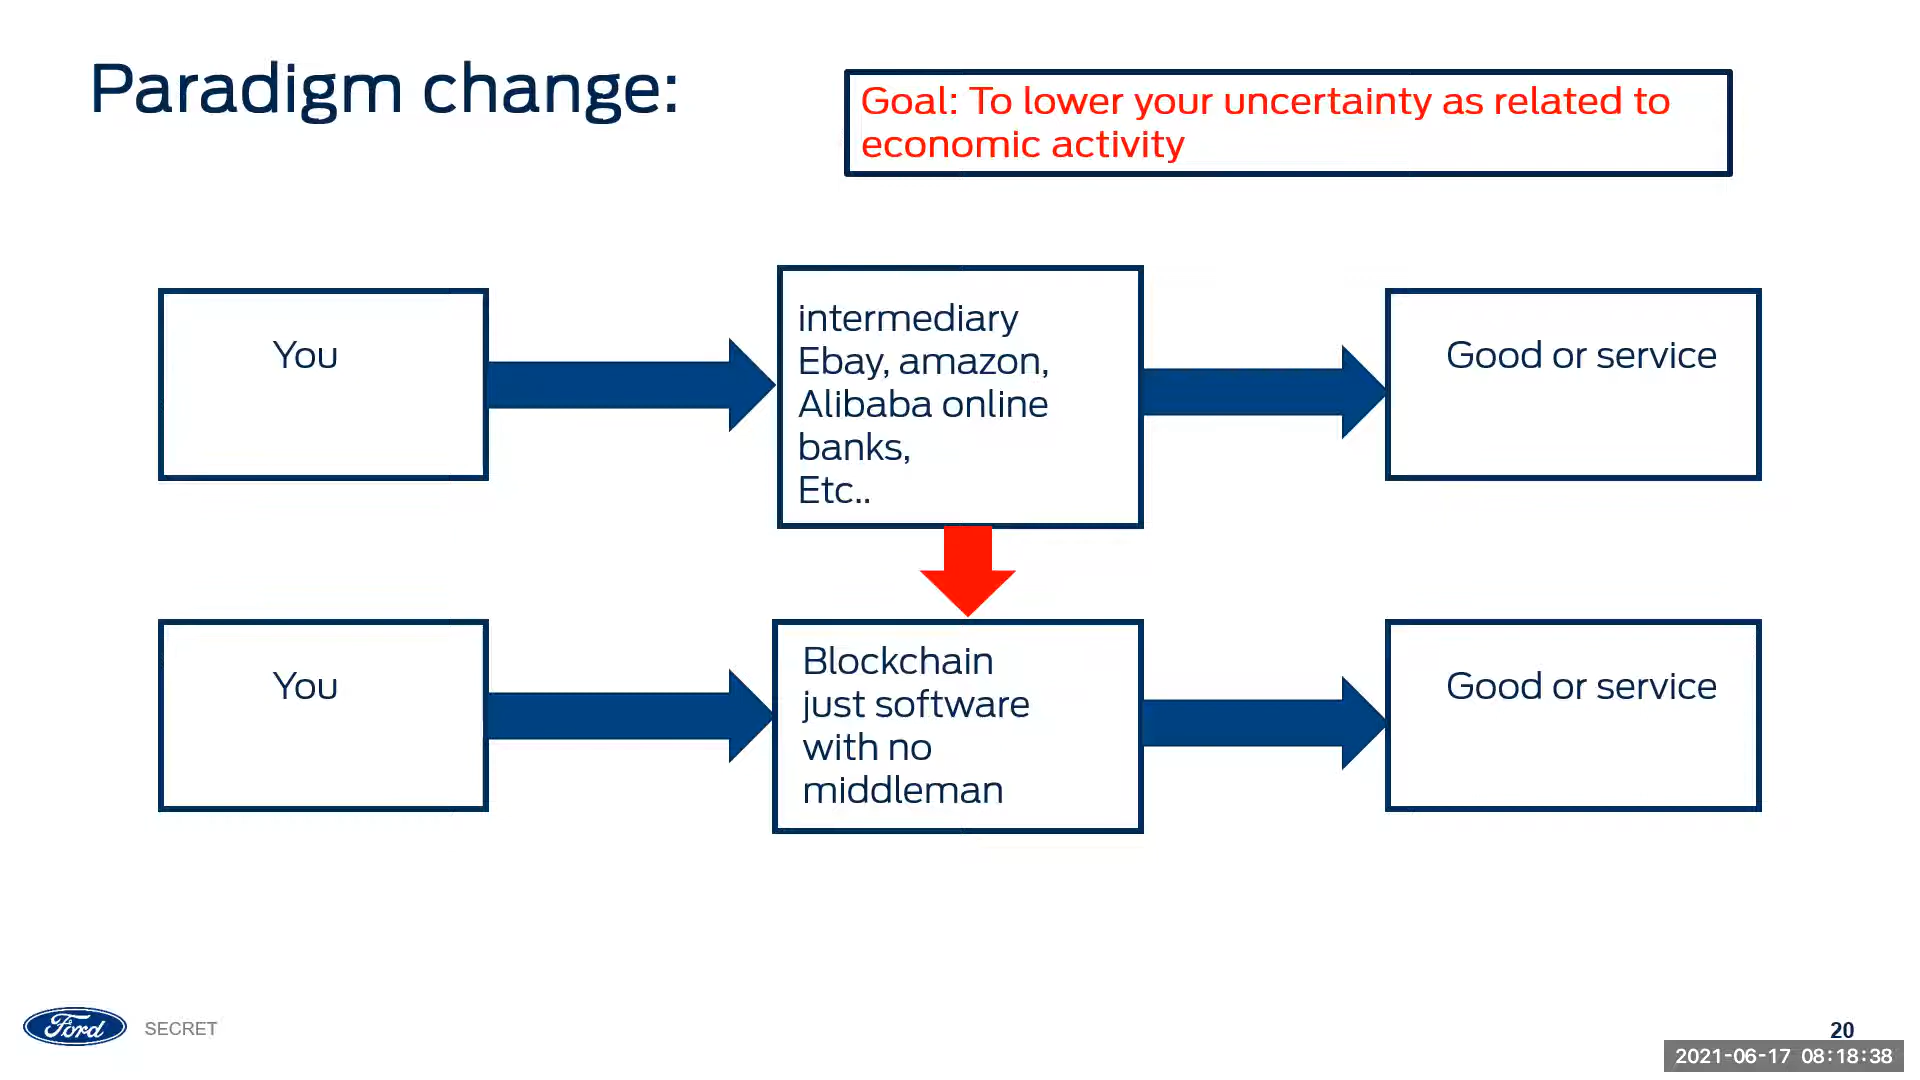 Paradigm change:
Goal: To lower your uncertainty as related to
economic activity
You
intermediary
Ebay, amazon,
Alibaba online
banks,
Etc..
Good or service
You
Blockchain
just software
with no
middleman
Good or service
Ford
SECRET
20
2021-06-17 08:18:38